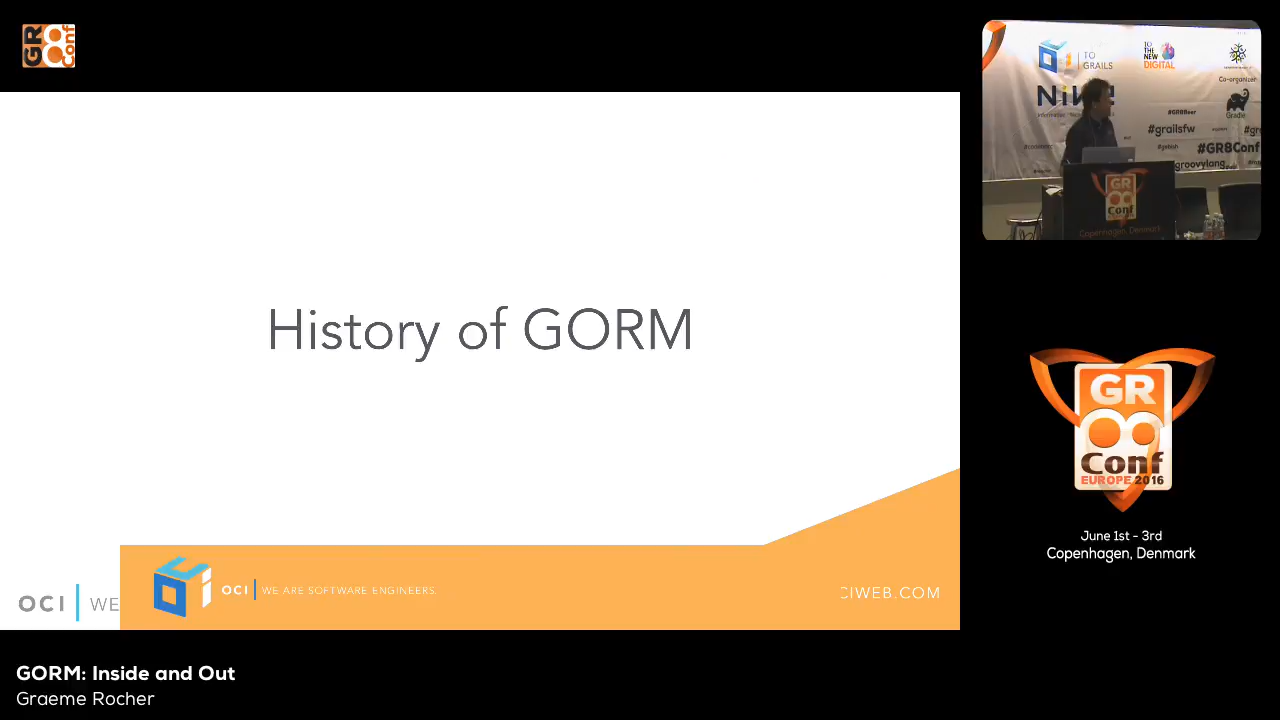 GR8Conf
TO GRAILS
TO THE NEW DIGITAL
Co-organizer
Gradle
#GR8Beer
#grailsfw
#GR8Conf
groovylang
GR8
Conf
Copenhagen, Denmark
History of GORM
OCI | WE
OCI | WE ARE SOFTWARE ENGINEERS
CIWEB.COM
GR8
Conf
EUROPE 2016
June 1st - 3rd
Copenhagen, Denmark
GORM: Inside and Out
Graeme Rocher